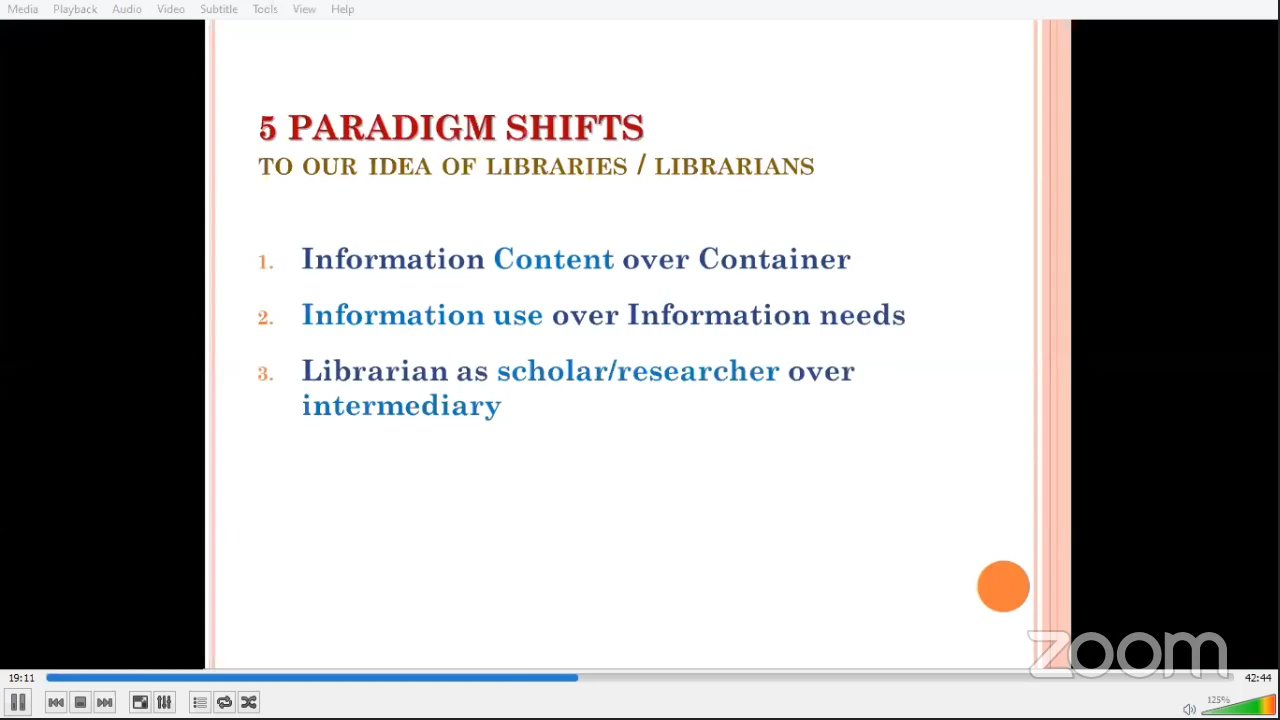 Media Playback Audio Video Subtitle Tools View Help
5 PARADIGM SHIFTS
TO OUR IDEA OF LIBRARIES / LIBRARIANS
1. Information Content over Container
2. Information use over Information needs
3. Librarian as scholar/researcher over
intermediary
zoom
19:11 42:44
125%